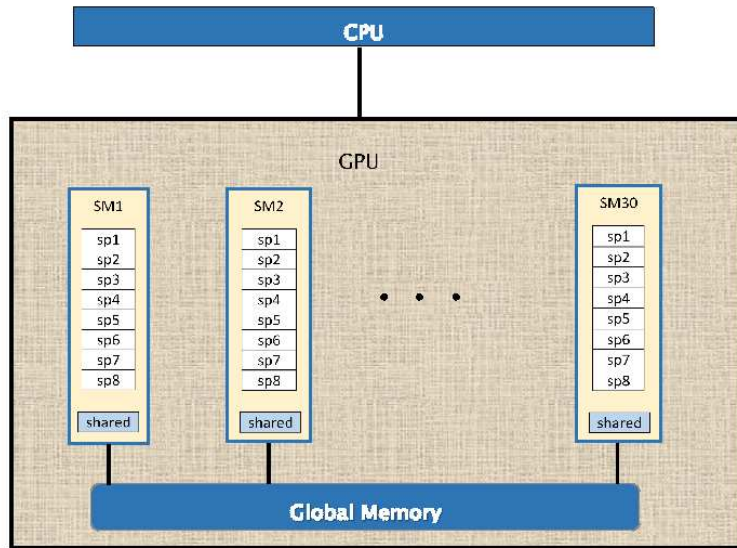 CPU
GPU
SM1
sp1
sp2
sp3
sp4
sp5
sp6
sp7
sp8
shared
SM2
sp1
sp2
sp3
sp4
sp5
sp6
sp7
sp8
shared
• • •
SM30
sp1
sp2
sp3
sp4
sp5
sp6
sp7
sp8
shared
Global Memory